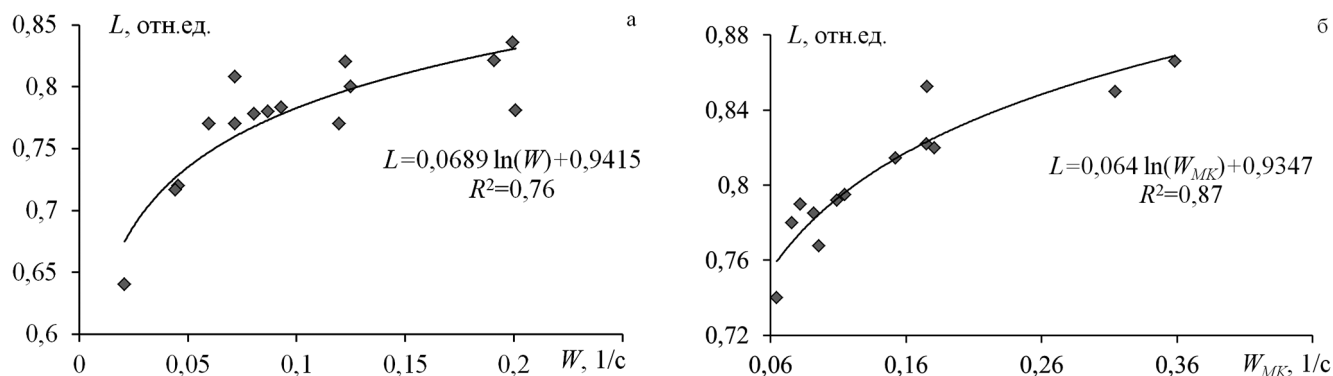 а
L, отн.ед.
0,85
0,8
0,75
0,7
0,65
0,6
L=0,0689 ln(W)+0,9415
R²=0,76
0
0,05
0,1
0,15
0,2
W, 1/с
б
L, отн.ед.
0,88
0,84
0,8
0,76
0,72
L=0,064 ln(W_MK)+0,9347
R²=0,87
0,06
0,16
0,26
0,36
W_MK, 1/с